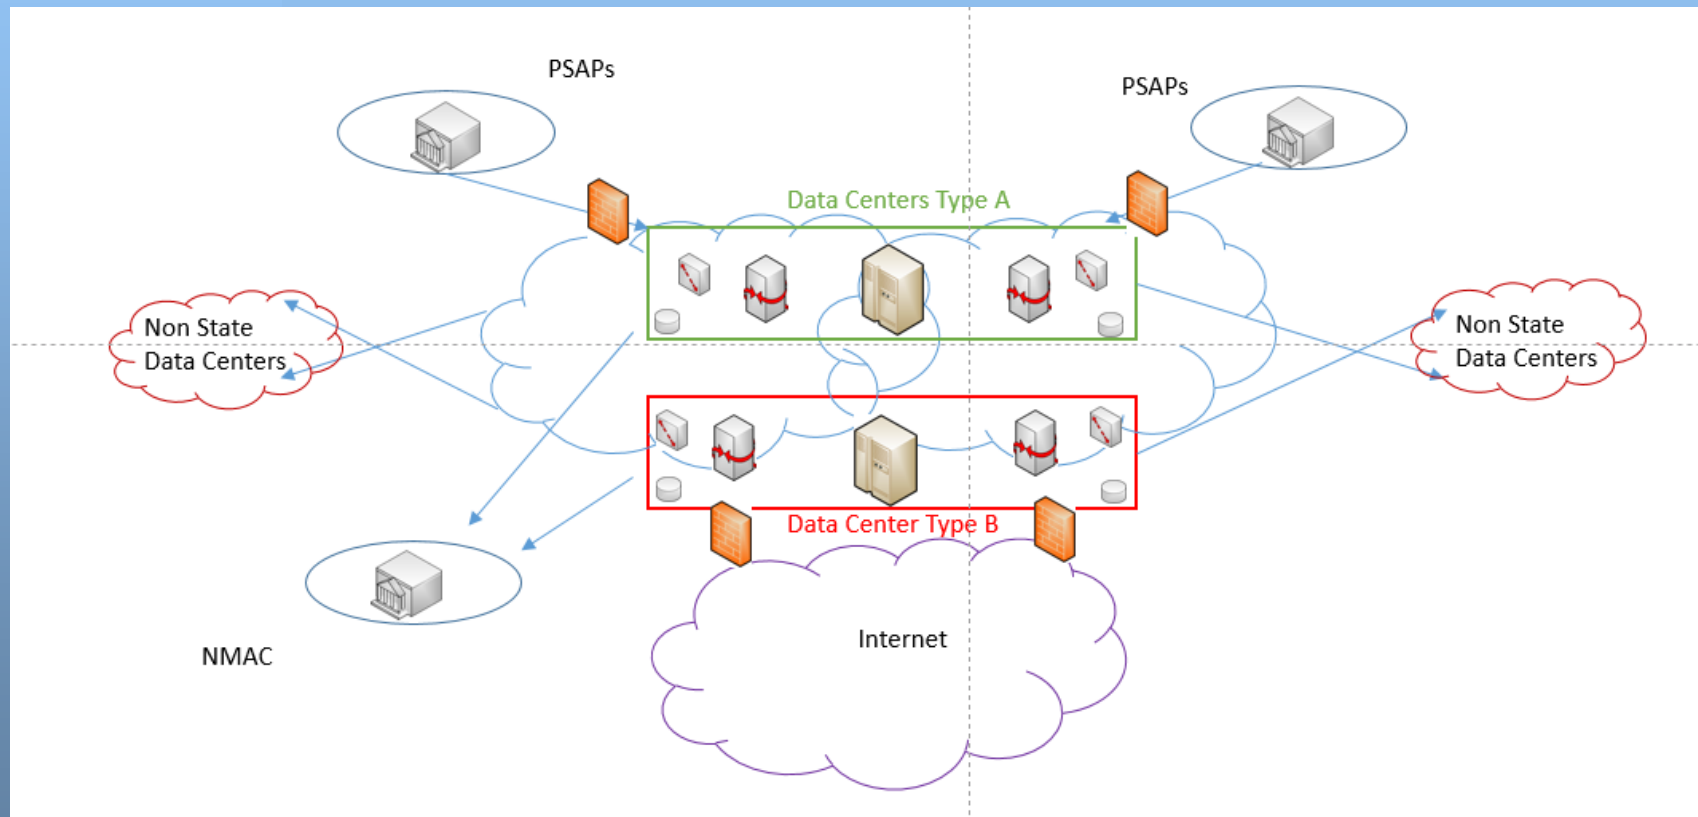 PSAPs
PSAPs
Data Centers Type A
Non State
Data Centers
Non State
Data Centers
Data Center Type B
Internet
NMAC